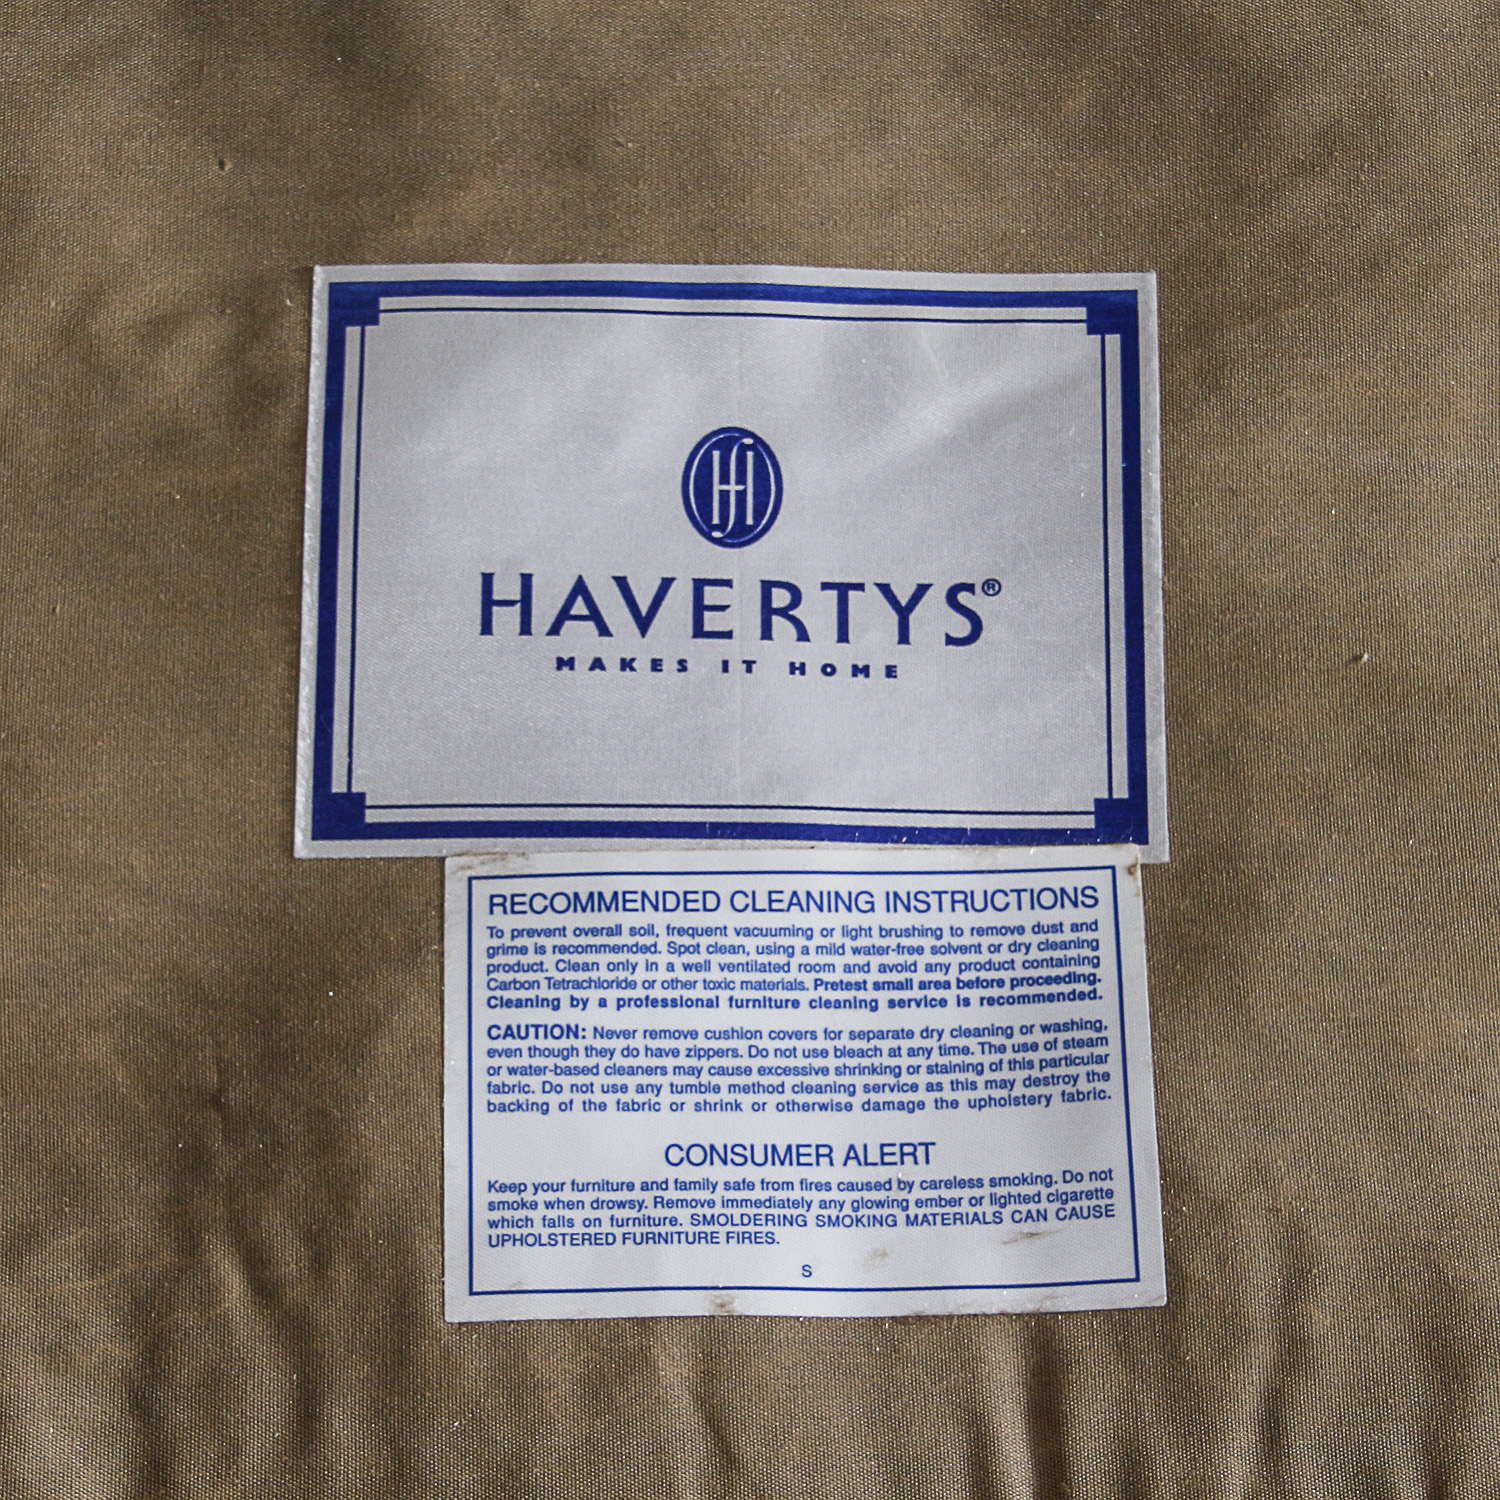 HAVERTYS®
MAKES IT HOME
RECOMMENDED CLEANING INSTRUCTIONS
To prevent overall soil, frequent vacuuming or light brushing to remove dust and
grime is recommended. Spot clean, using a mild water-free solvent or dry cleaning
product. Clean only in a well ventilated room and avoid any product containing
Carbon Tetrachloride or other toxic materials. Pretest small area before proceeding.
Cleaning by a professional furniture cleaning service is recommended.
CAUTION: Never remove cushion covers for separate dry cleaning or washing,
even though they do have zippers. Do not use bleach at any time. The use of steam
or water-based cleaners may cause excessive shrinking or staining of this particular
fabric. Do not use any tumble method cleaning service as this may destroy the
backing of the fabric or shrink or otherwise damage the upholstery fabric.
CONSUMER ALERT
Keep your furniture and family safe from fires caused by careless smoking. Do not
smoke when drowsy. Remove immediately any glowing ember or lighted cigarette
which falls on furniture. SMOLDERING SMOKING MATERIALS CAN CAUSE
UPHOLSTERED FURNITURE FIRES.
S